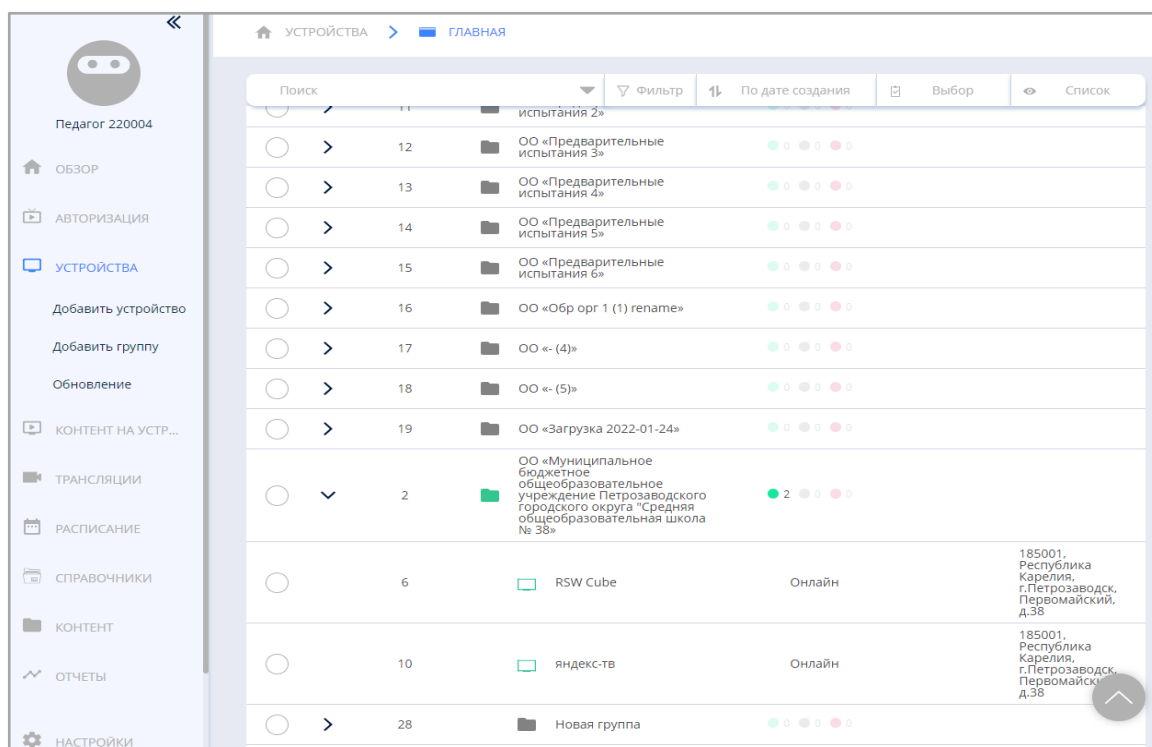 УСТРОЙСТВА
ГЛАВНАЯ
Педагог 220004
ОБЗОР
АВТОРИЗАЦИЯ
УСТРОЙСТВА
Добавить устройство
Добавить группу
Обновление
КОНТЕНТ НА УСТР...
ТРАНСЛЯЦИИ
РАСПИСАНИЕ
СПРАВОЧНИКИ
КОНТЕНТ
ОТЧЕТЫ
НАСТРОЙКИ
Поиск Фильтр По дате создания Выбор Список
11
испытания 2»
12 ОО «Предварительные
испытания 3»
0 0 0
13 ОО «Предварительные
испытания 4»
0 0 0
14 ОО «Предварительные
испытания 5»
0 0 0
15 ОО «Предварительные
испытания 6»
0 0 0
16 ОО «Обр орг 1 (1) rename» 0 0 0
17 ОО «- (4)» 0 0 0
18 ОО «- (5)» 0 0 0
19 ОО «Загрузка 2022-01-24» 0 0 0
2
ОО «Муниципальное
бюджетное
общеобразовательное
учреждение Петрозаводского
городского округа "Средняя
общеобразовательная школа
№ 38»
2 0 0
6 RSW Cube Онлайн
185001,
Республика
Карелия,
г.Петрозаводск,
Первомайский,
д.38
10 яндекс-тв Онлайн
185001,
Республика
Карелия,
г.Петрозаводск,
д.38
28 Новая группа 0 0 0